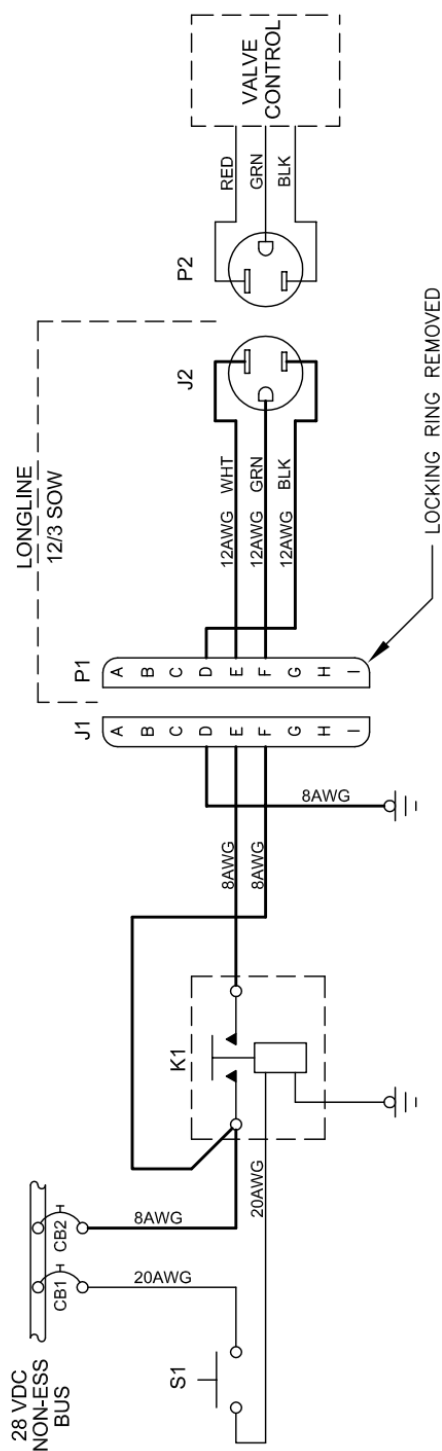 28 VDC
NON-ESS
BUS
CB1
CB2
20AWG
8AWG
S1
20AWG
K1
8AWG
8AWG
8AWG
J1
A
B
C
D
E
F
G
H
I
P1
A
B
C
D
E
F
G
H
I
LOCKING RING REMOVED
LONGLINE
12/3 SOW
12AWG WHT
12AWG GRN
12AWG BLK
J2
P2
RED
GRN
BLK
VALVE
CONTROL